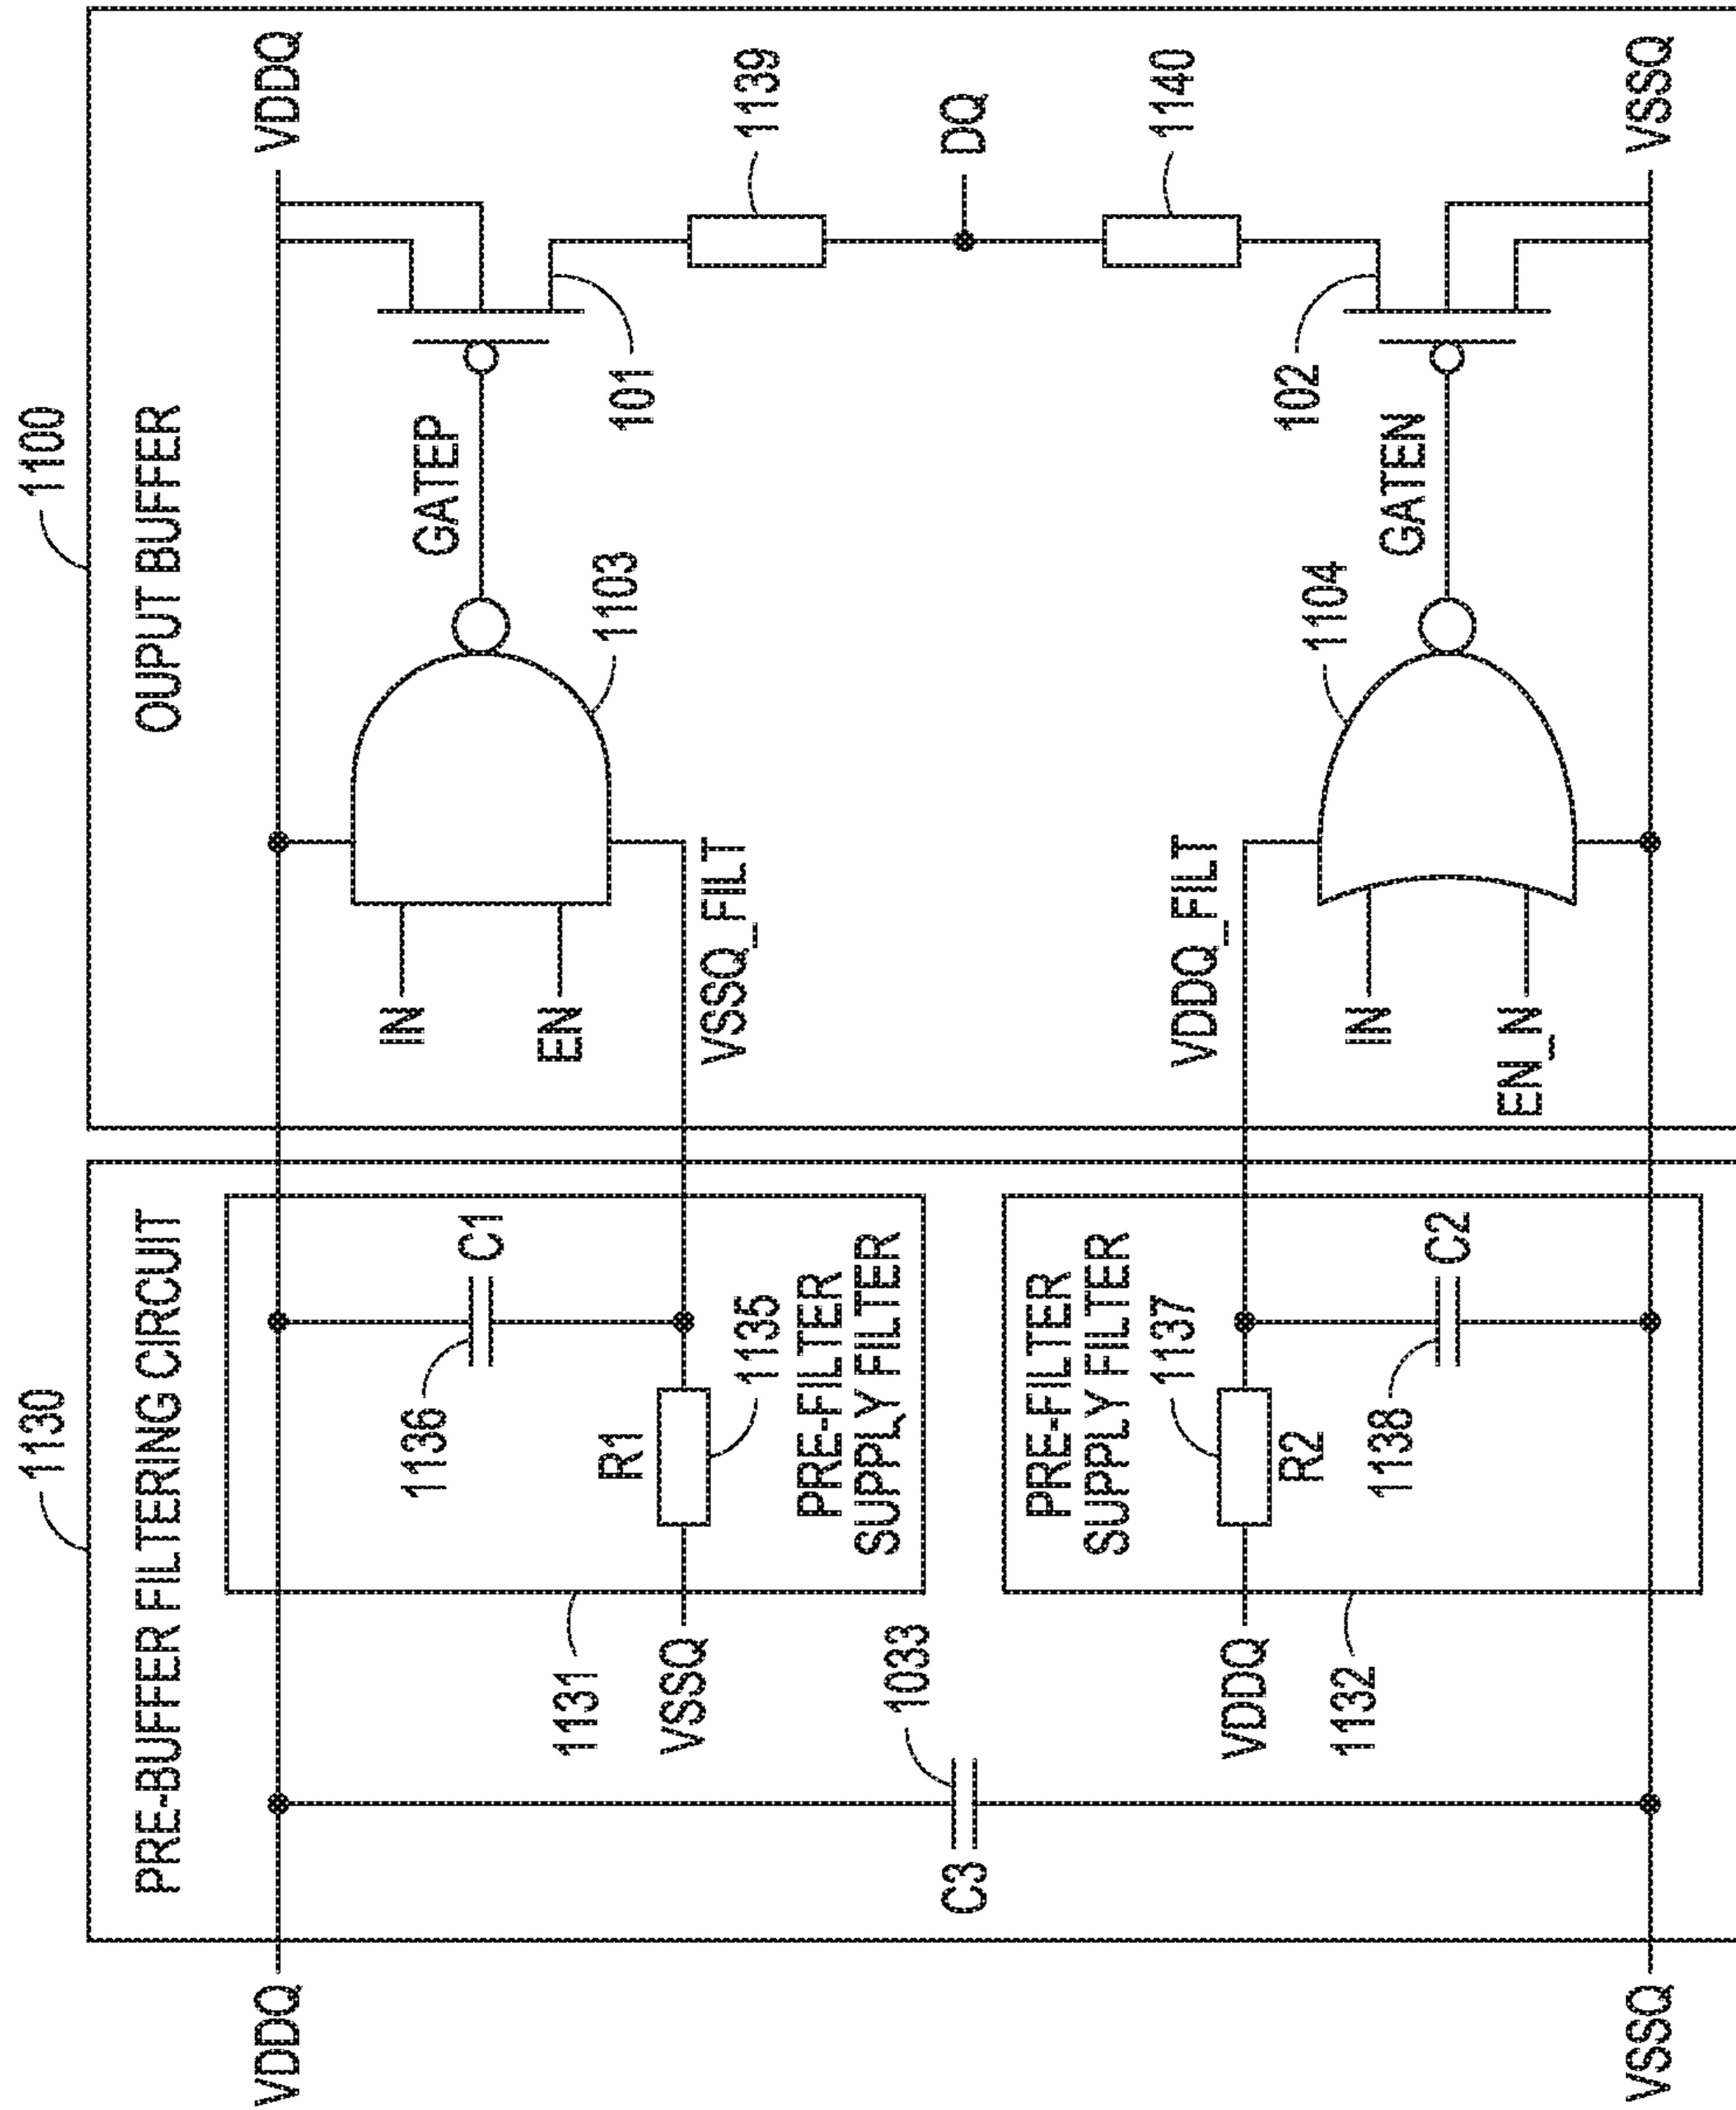 1130
1100
PRE-BUFFER FILTERING CIRCUIT
OUPUT BUFFER
VDDQ
VDDQ
1136
C1
IN
EN
GATEP
1103
101
R1
1135
VSSQ
VSSQ_FILT
1131
PRE-FILTER
SUPPLY FILTER
1139
1033
C3
DQ
PRE-FILTER
SUPPLY FILTER
1137
VDDQ
R2
VDDQ_FILT
1140
1132
1138
C2
IN
EN_N
1104
GATEN
102
VSSQ
VSSQ